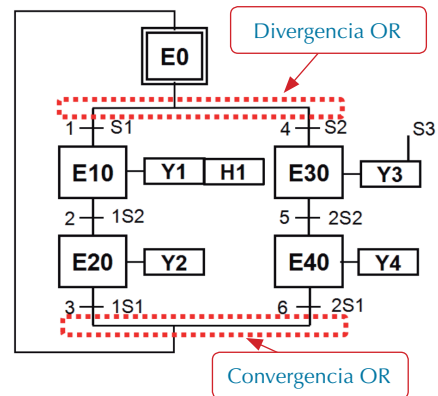 Divergencia OR
E0
1 S1
4 S2
S3
E10 Y1 H1
E30 Y3
2 1S2
5 2S2
E20 Y2
E40 Y4
3 1S1
6 2S1
Convergencia OR